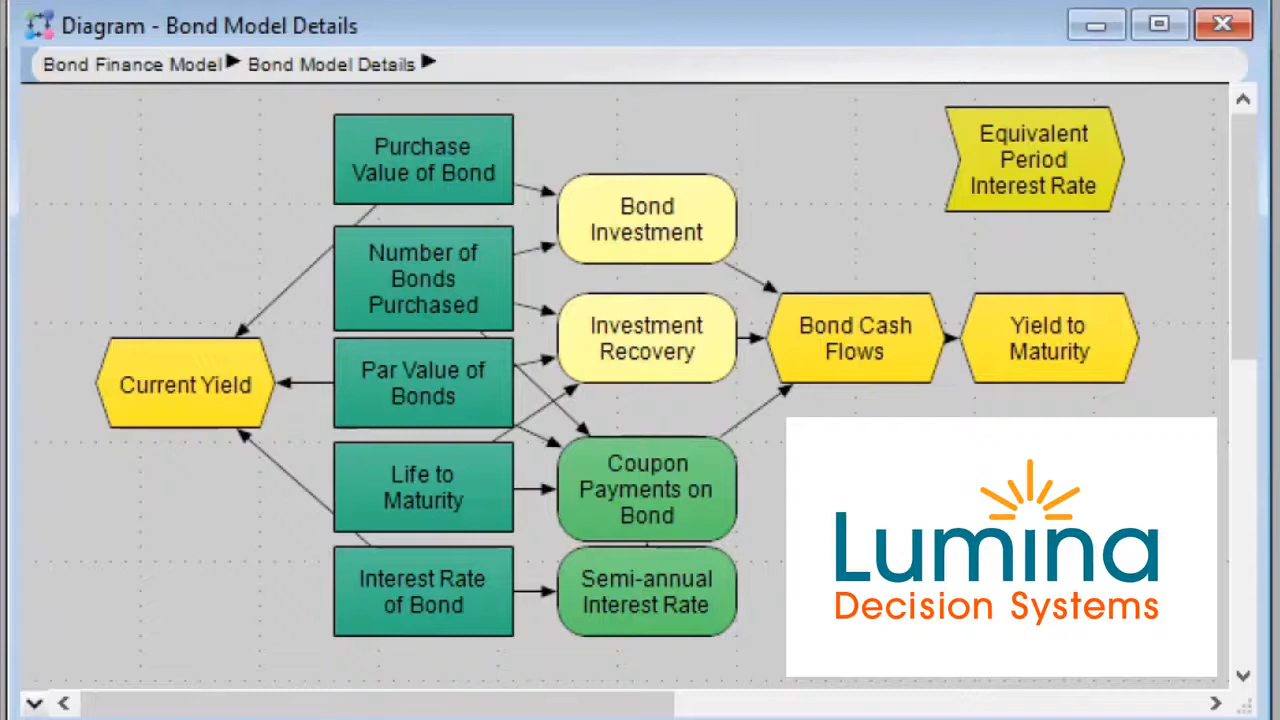 Diagram - Bond Model Details
Bond Finance Model
Bond Model Details
Purchase
Value of Bond
Number of
Bonds
Purchased
Par Value of
Bonds
Life to
Maturity
Interest Rate
of Bond
Current Yield
Bond
Investment
Investment
Recovery
Coupon
Payments on
Bond
Semi-annual
Interest Rate
Bond Cash
Flows
Yield to
Maturity
Equivalent
Period
Interest Rate
Lumina
Decision Systems